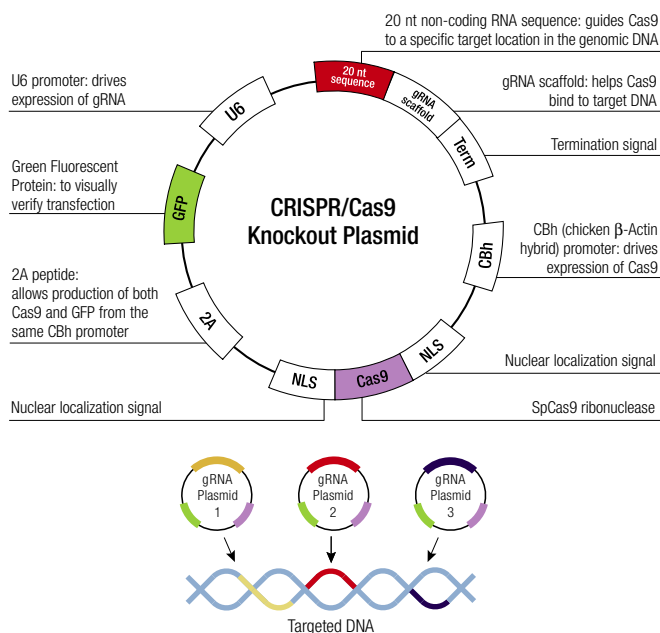 20 nt non-coding RNA sequence: guides Cas9
to a specific target location in the genomic DNA
U6 promoter: drives
expression of gRNA
20 nt
sequence
gRNA
scaffold
gRNA scaffold: helps Cas9
bind to target DNA
U6
Term
Termination signal
Green Fluorescent
Protein: to visually
verify transfection
GFP
CRISPR/Cas9
Knockout Plasmid
CBh
CBh (chicken β-Actin
hybrid) promoter: drives
expression of Cas9
2A peptide:
allows production of both
Cas9 and GFP from the
same CBh promoter
2A
NLS
Cas9
NLS
Nuclear localization signal
Nuclear localization signal
SpCas9 ribonuclease
gRNA
Plasmid
1
gRNA
Plasmid
2
gRNA
Plasmid
3
Targeted DNA